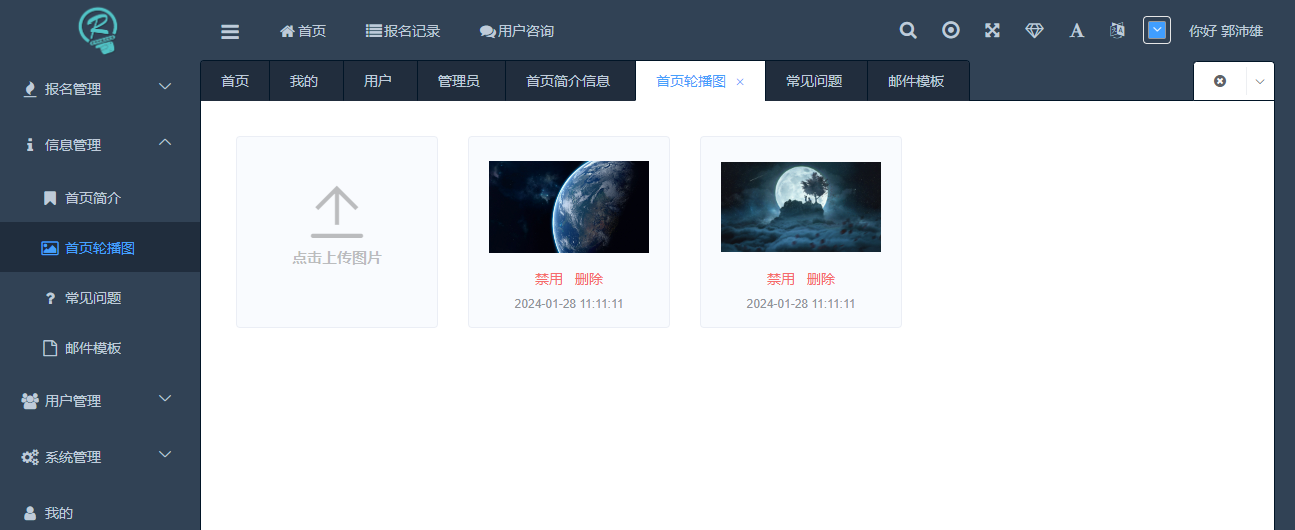 首页 报名记录 用户咨询 你好 郭沛雄
首页 我的 用户 管理员 首页简介信息 首页轮播图 × 常见问题 邮件模板
报名管理
信息管理
首页简介
首页轮播图
常见问题
邮件模板
用户管理
系统管理
我的
点击上传图片
禁用 删除
2024-01-28 11:11:11
禁用 删除
2024-01-28 11:11:11